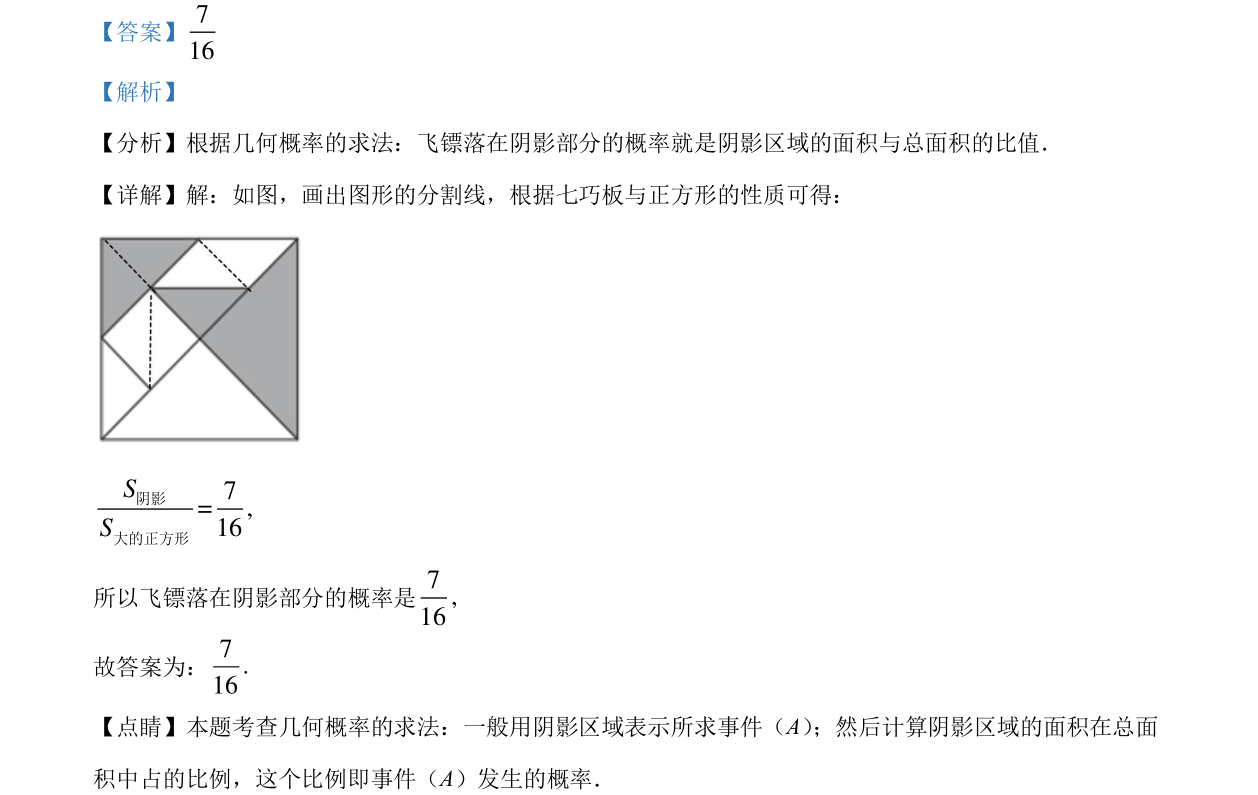 【答案】7/16
【解析】
【分析】根据几何概率的求法：飞镖落在阴影部分的概率就是阴影区域的面积与总面积的比值．
【详解】解：如图，画出图形的分割线，根据七巧板与正方形的性质可得：
S阴影/S大的正方形=7/16，
所以飞镖落在阴影部分的概率是7/16，
故答案为：7/16．
【点睛】本题考查几何概率的求法：一般用阴影区域表示所求事件（A）；然后计算阴影区域的面积在总面
积中占的比例，这个比例即事件（A）发生的概率．